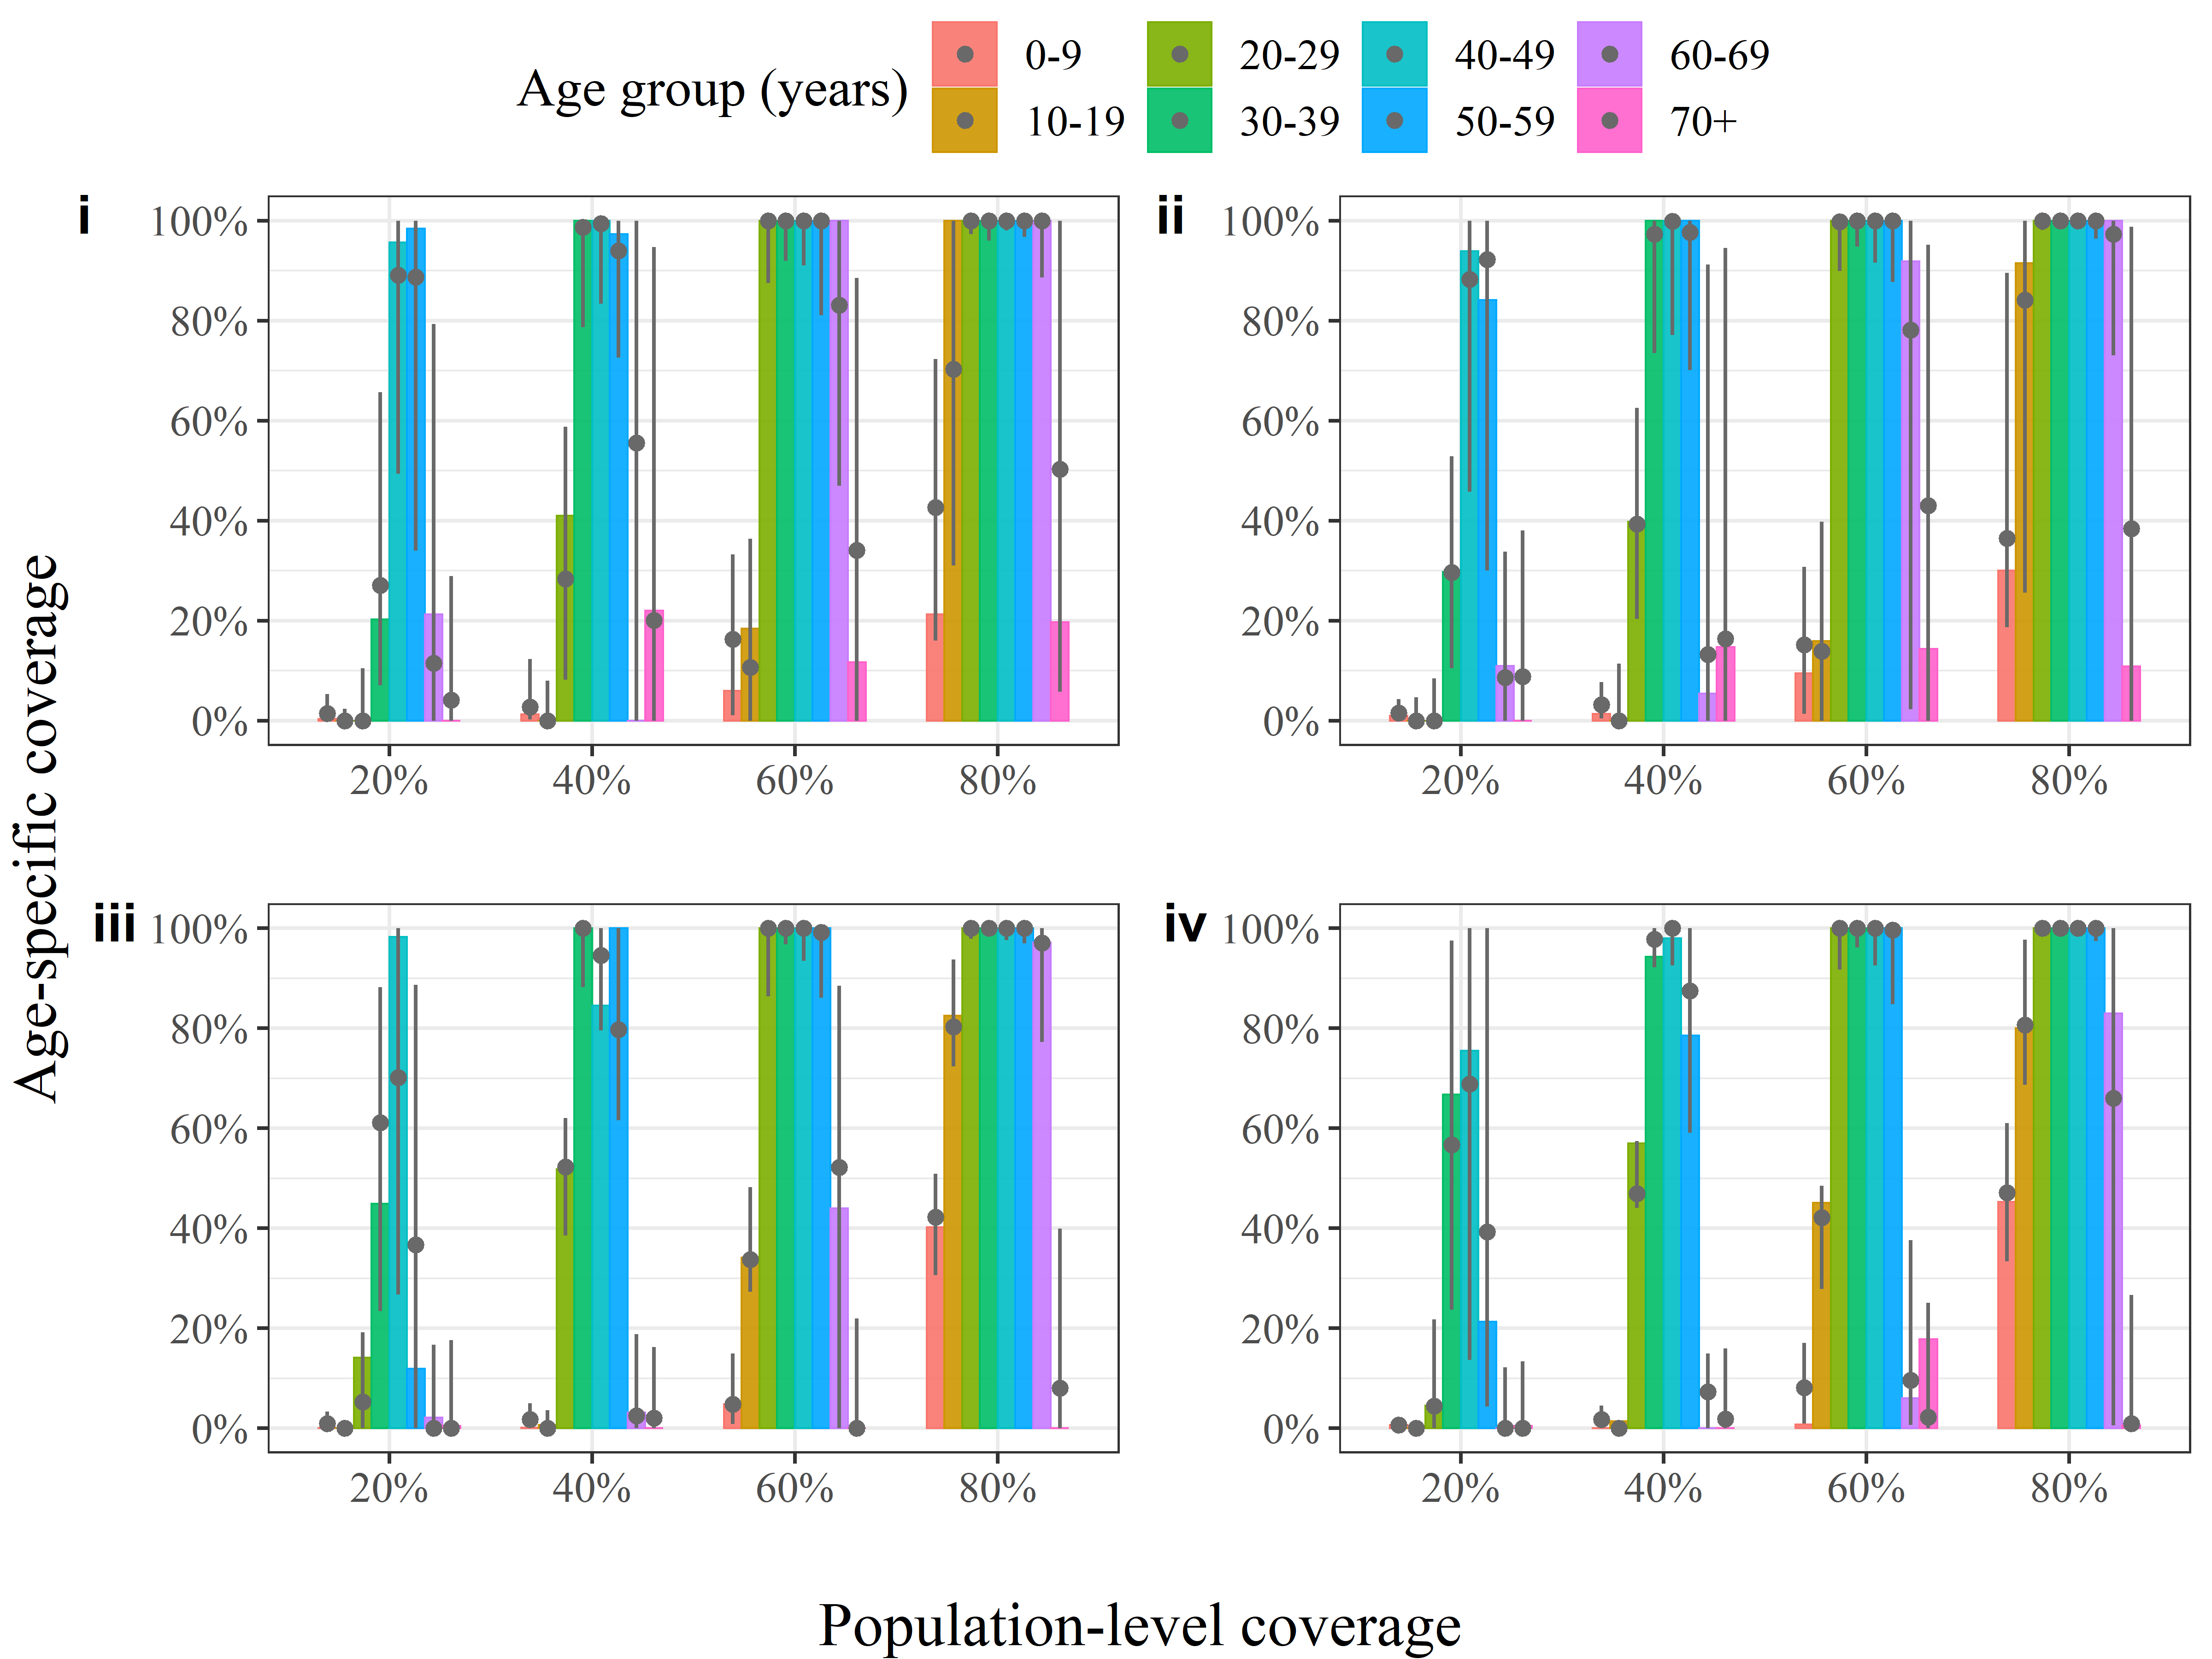 Age group (years)
0-9 20-29 40-49 60-69
10-19 30-39 50-59 70+
i ii
100% 100%
80% 80%
60% 60%
40% 40%
20% 20%
0% 0%
20% 40% 60% 80% 20% 40% 60% 80%
Age-specific coverage
iii iv
100% 100%
80% 80%
60% 60%
40% 40%
20% 20%
0% 0%
20% 40% 60% 80% 20% 40% 60% 80%
Population-level coverage